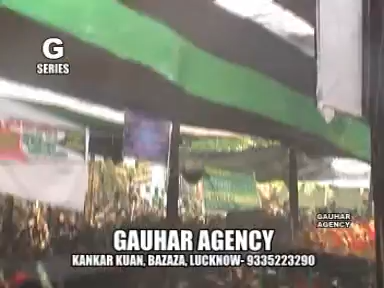 G
SERIES
GAUHAR
AGENCY
GAUHAR AGENCY
KANKAR KUAN, BAZAZA, LUCKNOW- 9335223290